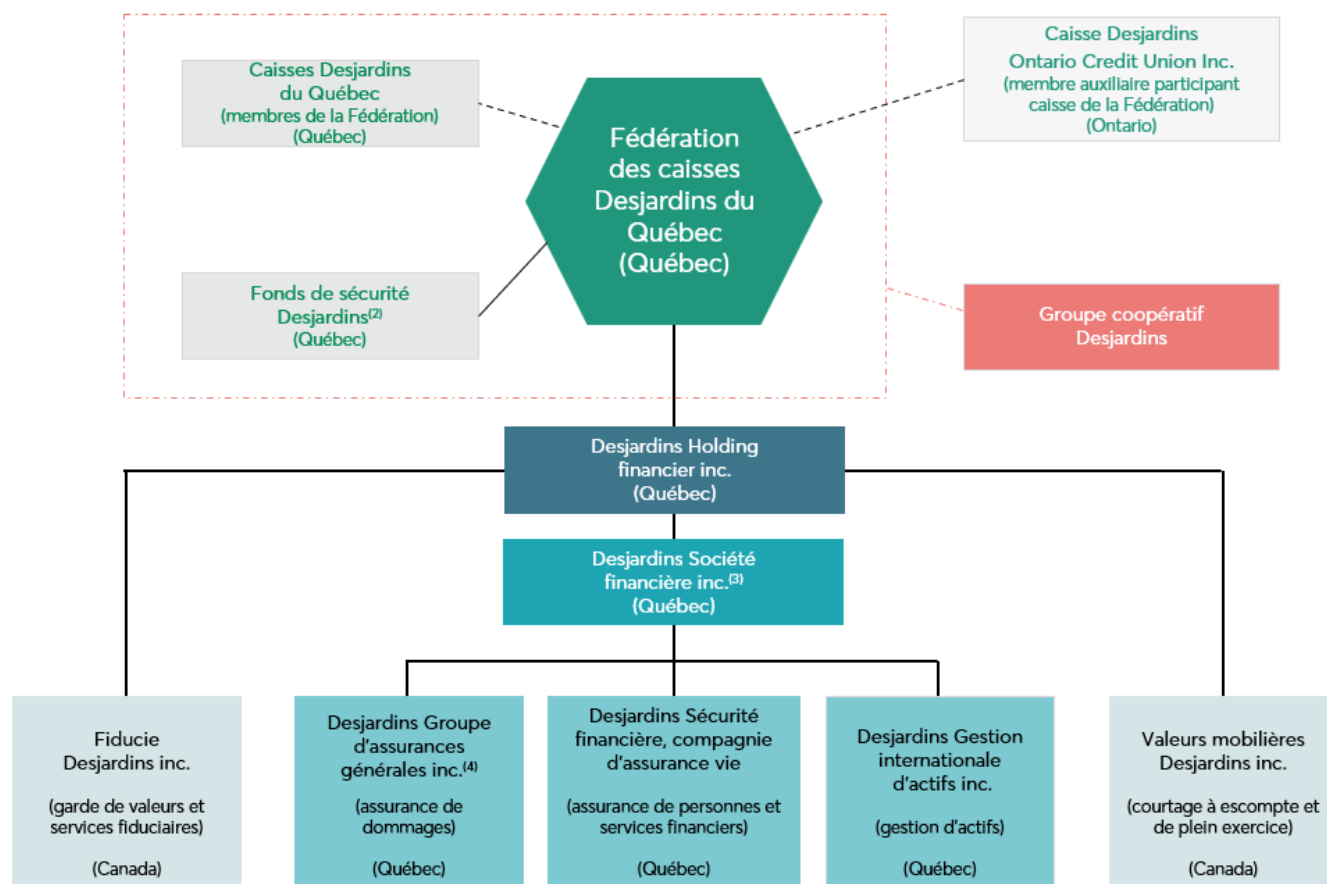 Caisses Desjardins
du Québec
(membres de la Fédération)
(Québec)
Fédération
des caisses
Desjardins du
Québec
(Québec)
Caisse Desjardins
Ontario Credit Union Inc.
(membre auxiliaire participant
caisse de la Fédération)
(Ontario)
Fonds de sécurité
Desjardins(2)
(Québec)
Groupe coopératif
Desjardins
Desjardins Holding
financier inc.
(Québec)
Desjardins Société
financière inc.(3)
(Québec)
Fiducie
Desjardins inc.
(garde de valeurs et
services fiduciaires)
(Canada)
Desjardins Groupe
d'assurances
générales inc.(4)
(assurance de
dommages)
(Québec)
Desjardins Sécurité
financière, compagnie
d'assurance vie
(assurance de personnes et
services financiers)
(Québec)
Desjardins Gestion
internationale
d'actifs inc.
(gestion d'actifs)
(Québec)
Valeurs mobilières
Desjardins inc.
(courtage à escompte et
de plein exercice)
(Canada)